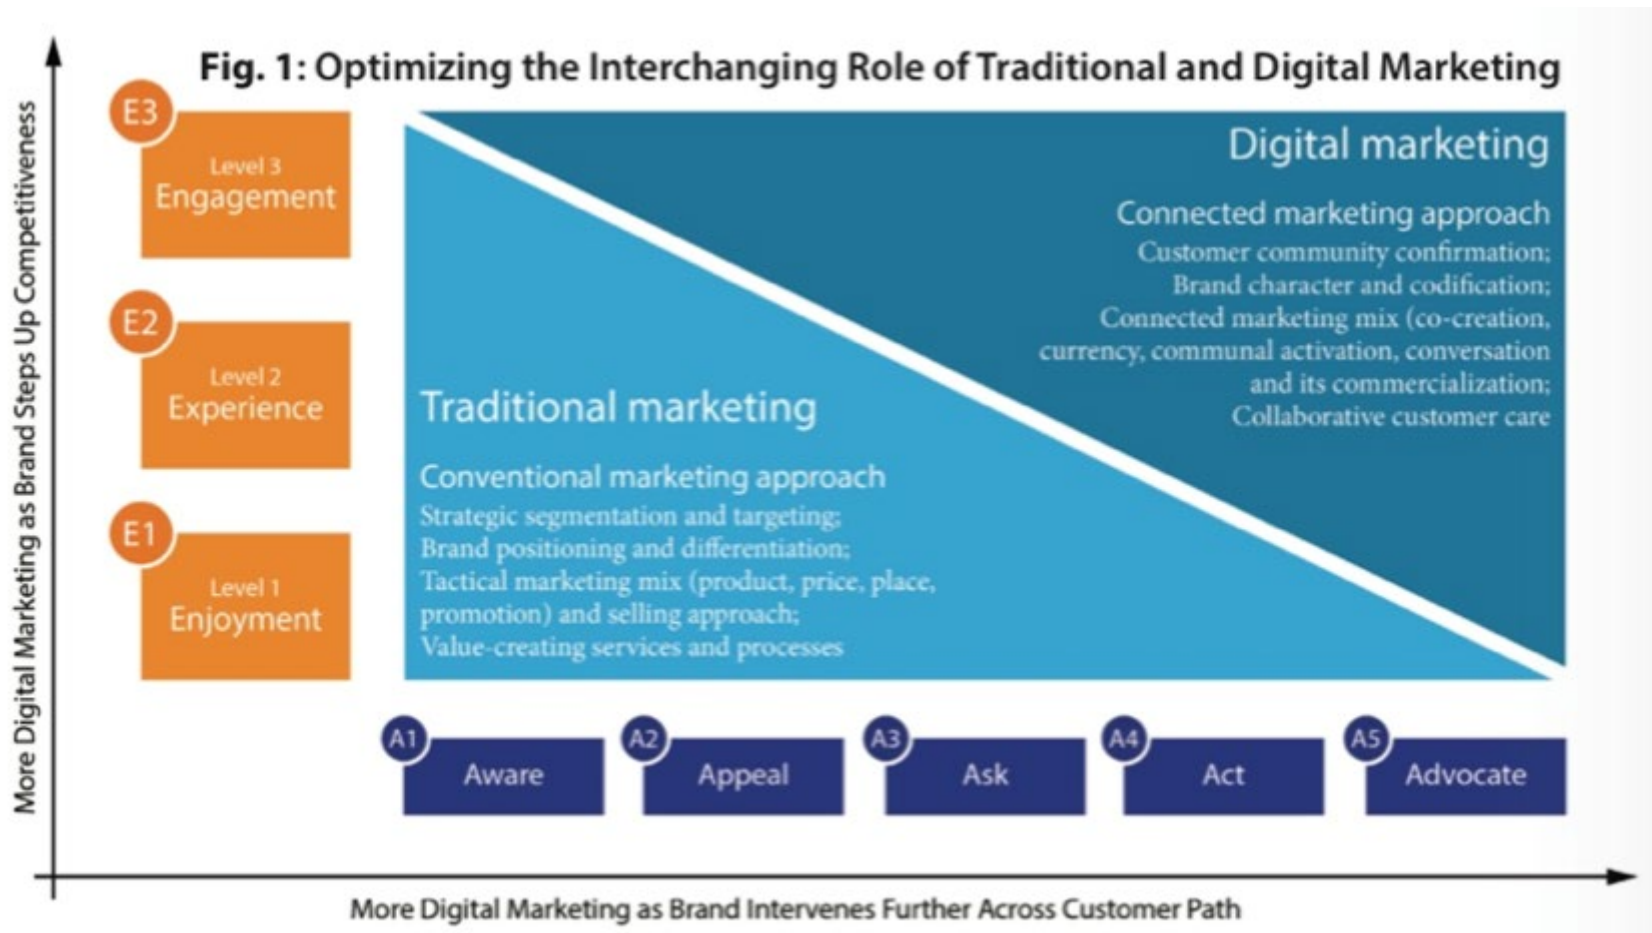 Fig. 1: Optimizing the Interchanging Role of Traditional and Digital Marketing
More Digital Marketing as Brand Steps Up Competitiveness
E3
Level 3
Engagement
E2
Level 2
Experience
E1
Level 1
Enjoyment
Digital marketing
Connected marketing approach
Customer community confirmation;
Brand character and codification;
Connected marketing mix (co-creation,
currency, communal activation, conversation
and its commercialization;
Collaborative customer care
Traditional marketing
Conventional marketing approach
Strategic segmentation and targeting;
Brand positioning and differentiation;
Tactical marketing mix (product, price, place,
promotion) and selling approach;
Value-creating services and processes
A1
Aware
A2
Appeal
A3
Ask
A4
Act
A5
Advocate
More Digital Marketing as Brand Intervenes Further Across Customer Path